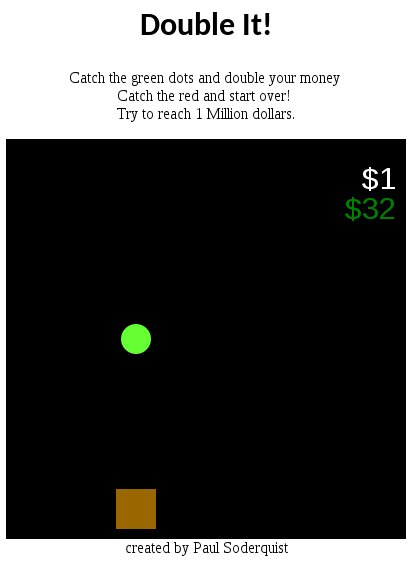 Double It!
Catch the green dots and double your money
Catch the red and start over!
Try to reach 1 Million dollars.
$1
$32
created by Paul Soderquist